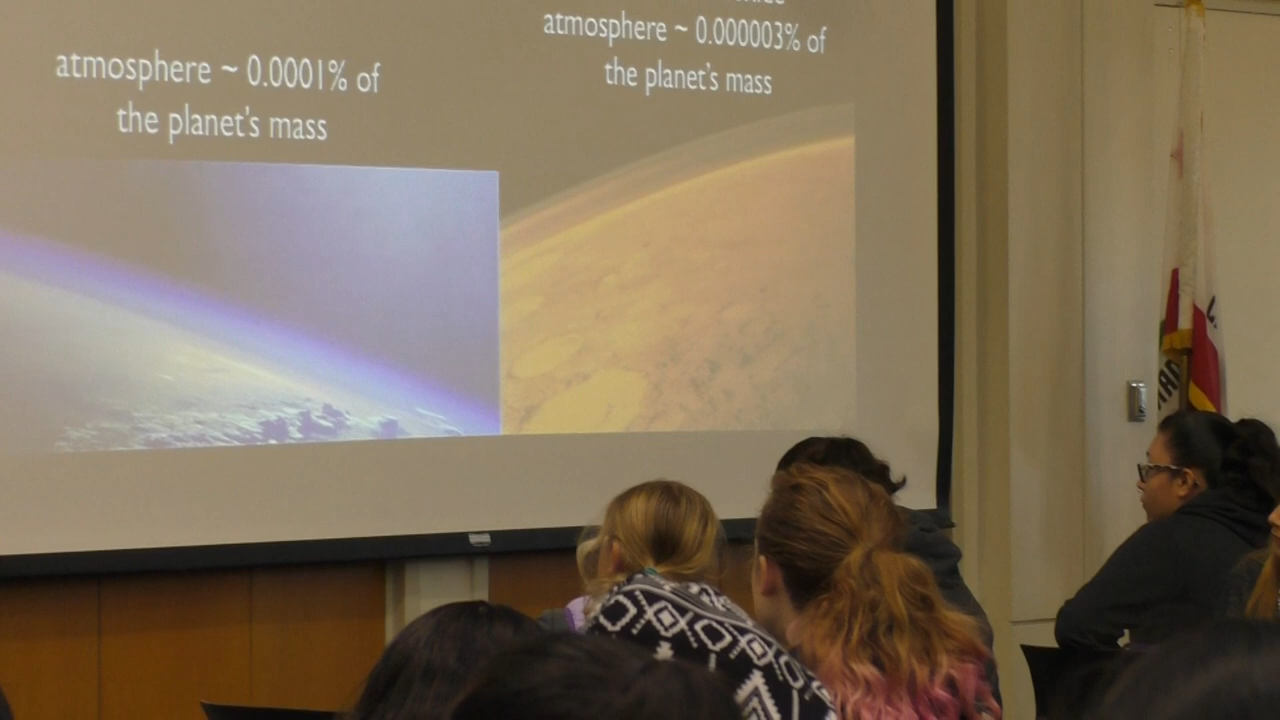 atmosphere ~ 0.0001% of
the planet's mass
atmosphere ~ 0.000003% of
the planet's mass